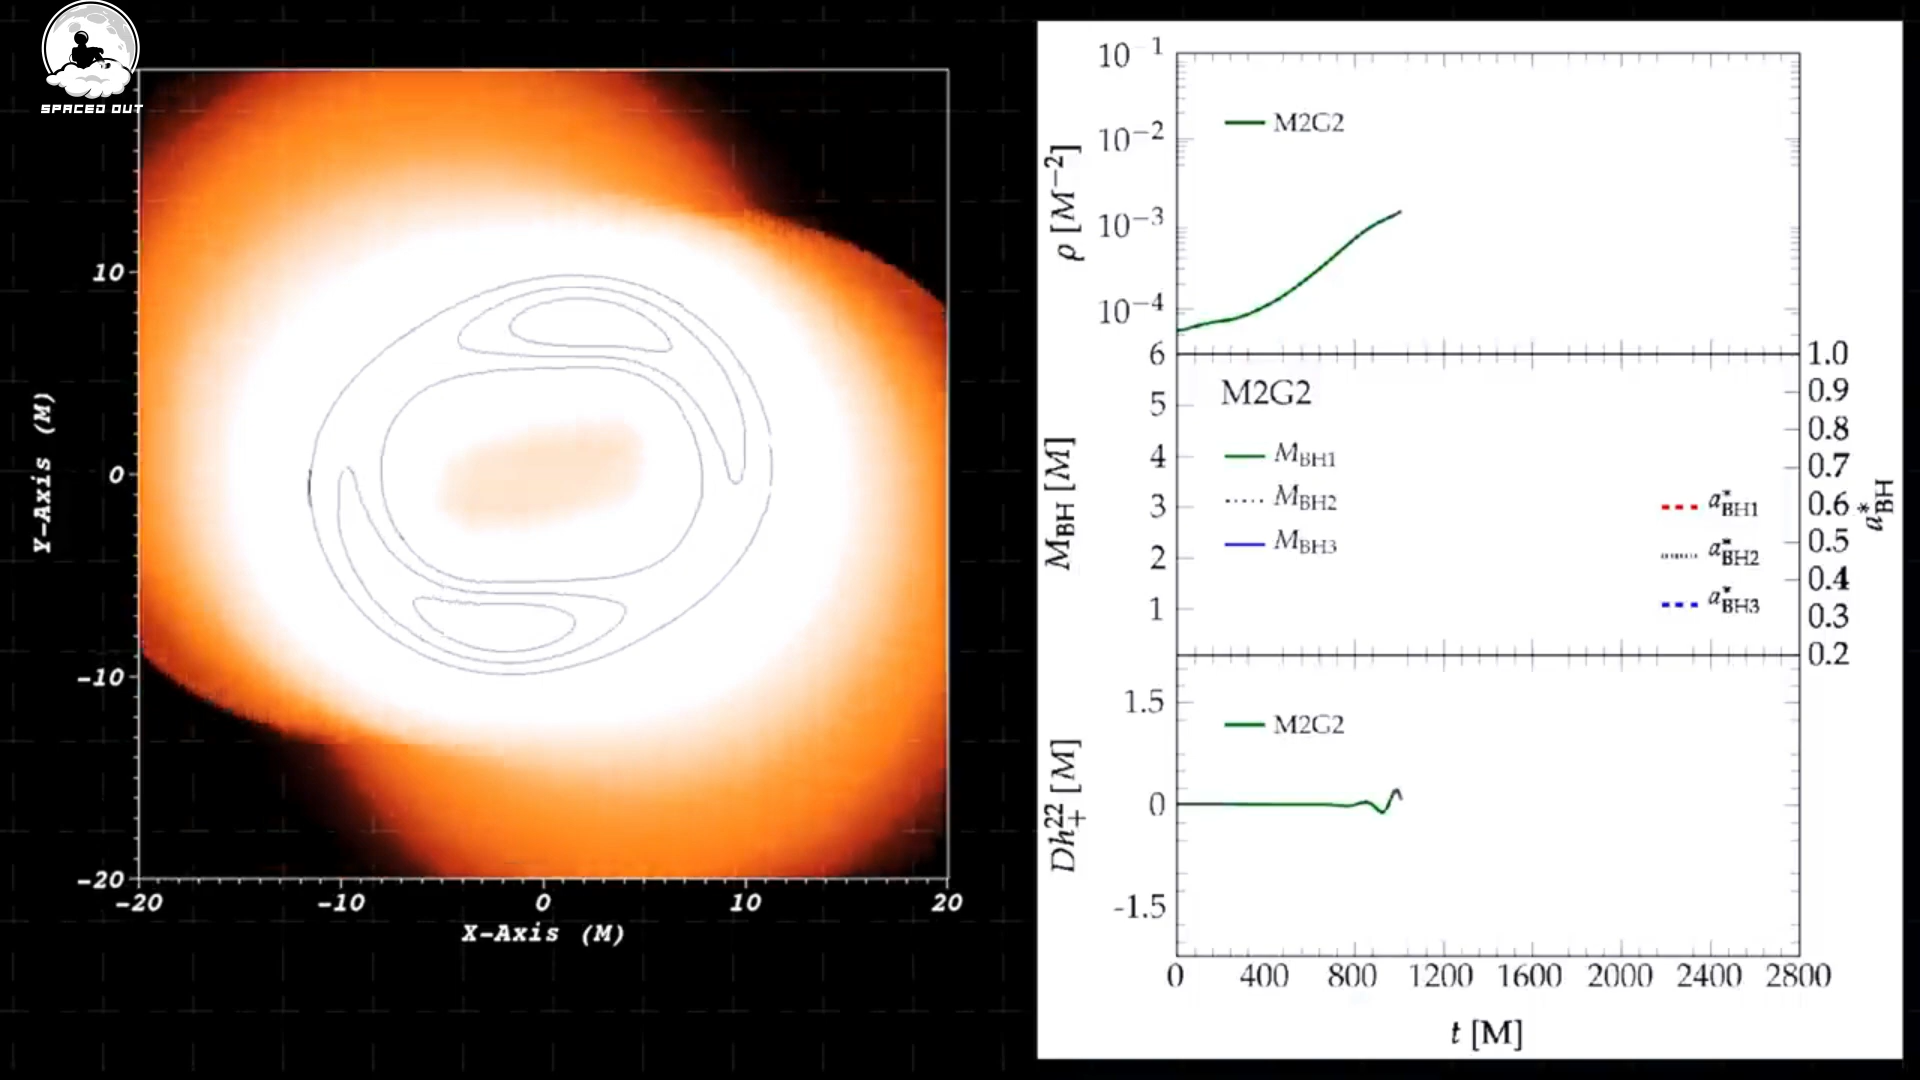 SPACED OUT
10
0
-10
-20
-20 -10 0 10 20
X-Axis (M)
Y-Axis (M)
10⁻¹
10⁻²
10⁻³
10⁻⁴
ρ [M⁻²]
M2G2
6
5
4
3
2
1
M_BH [M]
M2G2
M_BH1
M_BH2
M_BH3
a*_BH1
a*_BH2
a*_BH3
1.0
0.9
0.8
0.7
0.6
0.5
0.4
0.3
0.2
a*_BH
1.5
0
-1.5
Dh₊²² [M]
M2G2
0 400 800 1200 1600 2000 2400 2800
t [M]